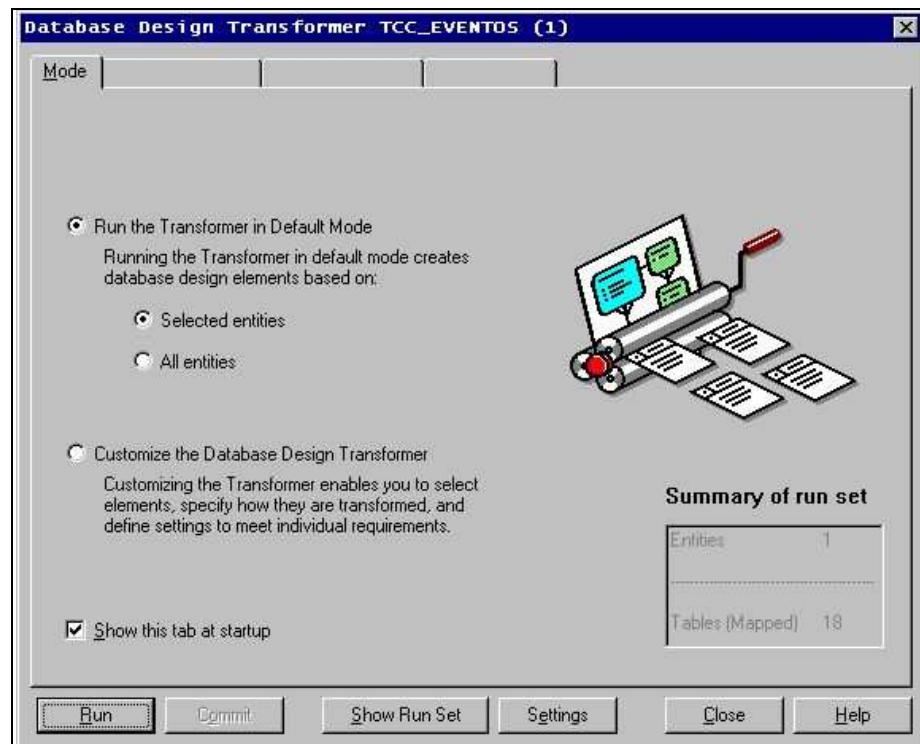 Database Design Transformer TCC_EVENTOS (1)
Mode
Run the Transformer in Default Mode
Running the Transformer in default mode creates
database design elements based on:
Selected entities
All entities
Customize the Database Design Transformer
Customizing the Transformer enables you to select
elements, specify how they are transformed, and
define settings to meet individual requirements.
Summary of run set
Entities 1
Tables (Mapped) 18
Show this tab at startup
Run Commit Show Run Set Settings Close Help